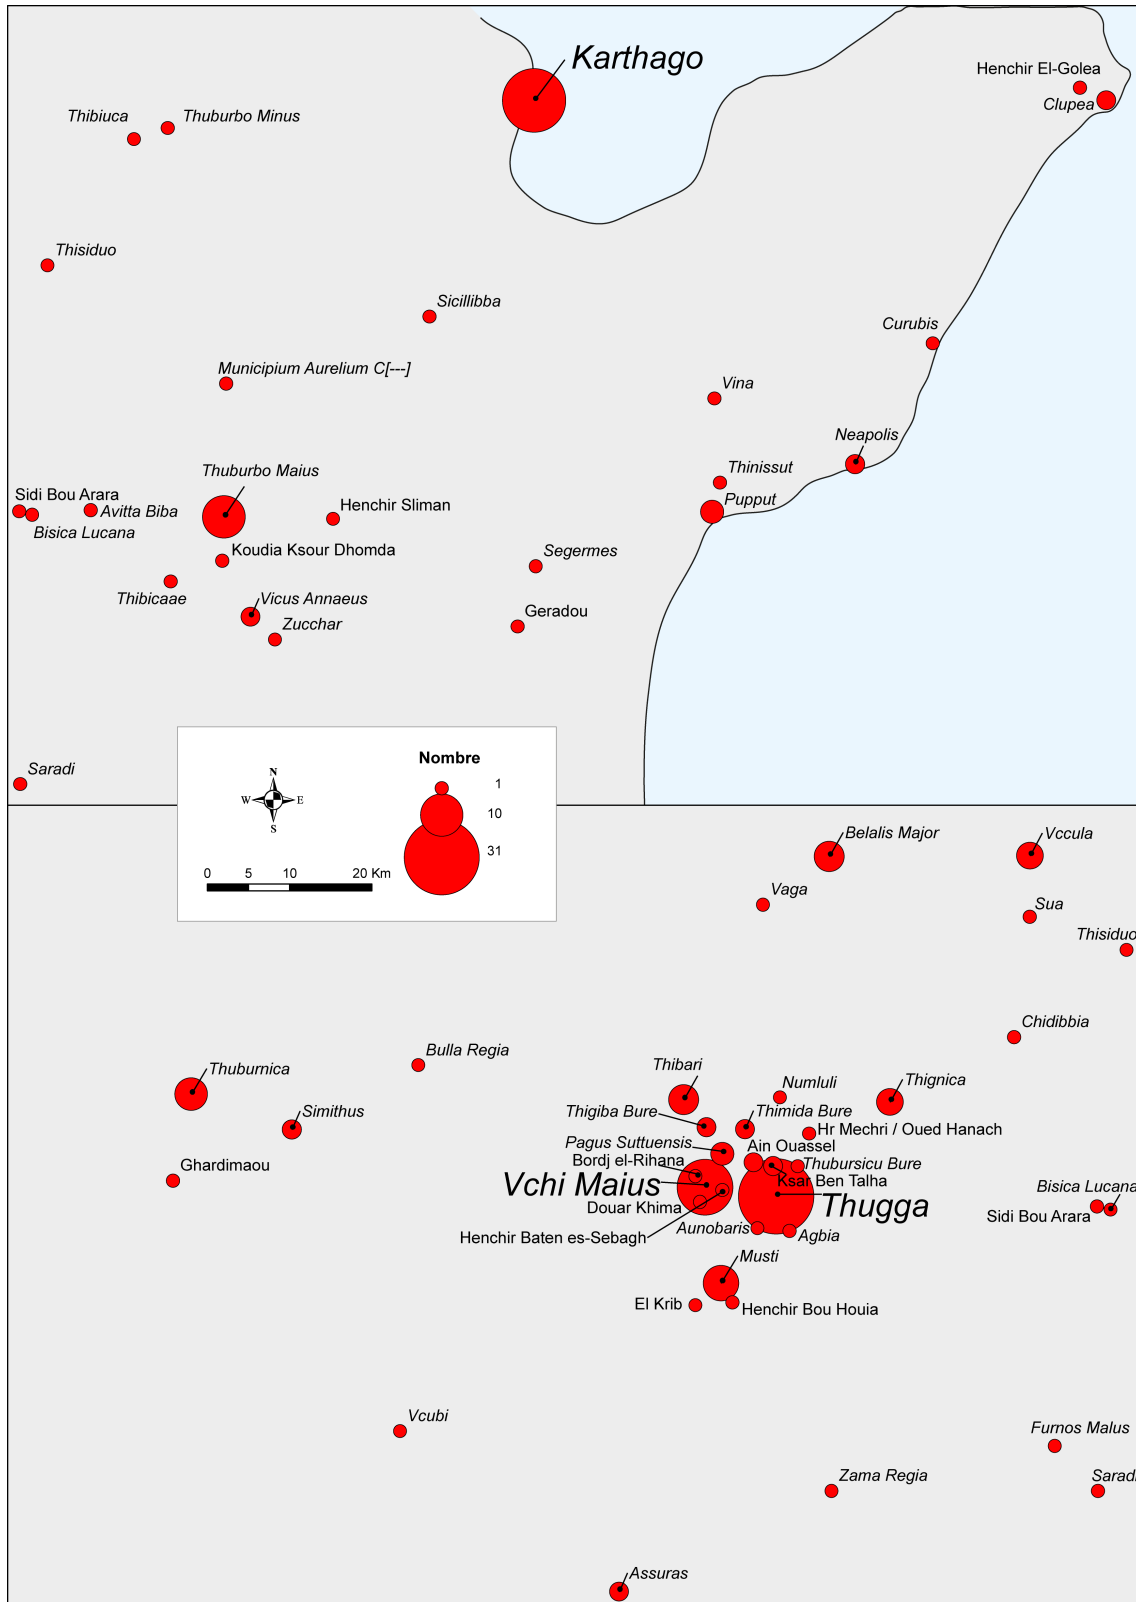 Karthago
Henchir El-Golea
Clupea
Thibiuca
Thuburbo Minus
Thisiduo
Sicillibba
Curubis
Municipium Aurelium C[---]
Vina
Neapolis
Thuburbo Maius
Thinissut
Sidi Bou Arara
Avitta Biba
Henchir Sliman
Pupput
Bisica Lucana
Koudia Ksour Dhomda
Segermes
Thibicaae
Vicus Annaeus
Geradou
Zucchar
Saradi
Nombre
1
10
31
N
W
E
S
0 5 10 20 Km
Belalis Major
Vccula
Vaga
Sua
Thisiduo
Chidibbia
Bulla Regia
Thuburnica
Thibari
Numluli
Thignica
Simithus
Thigiba Bure
Thimida Bure
Hr Mechri / Oued Hanach
Pagus Suttuensis
Ain Ouassel
Bordj el-Rihana
Thubursicu Bure
Ghardimaou
Vchi Maius
Ksar Ben Talha
Bisica Lucana
Douar Khima
Thugga
Sidi Bou Arara
Aunobaris
Agbia
Henchir Baten es-Sebagh
Musti
El Krib
Henchir Bou Houia
Vcubi
Furnos Malus
Zama Regia
Saradi
Assuras